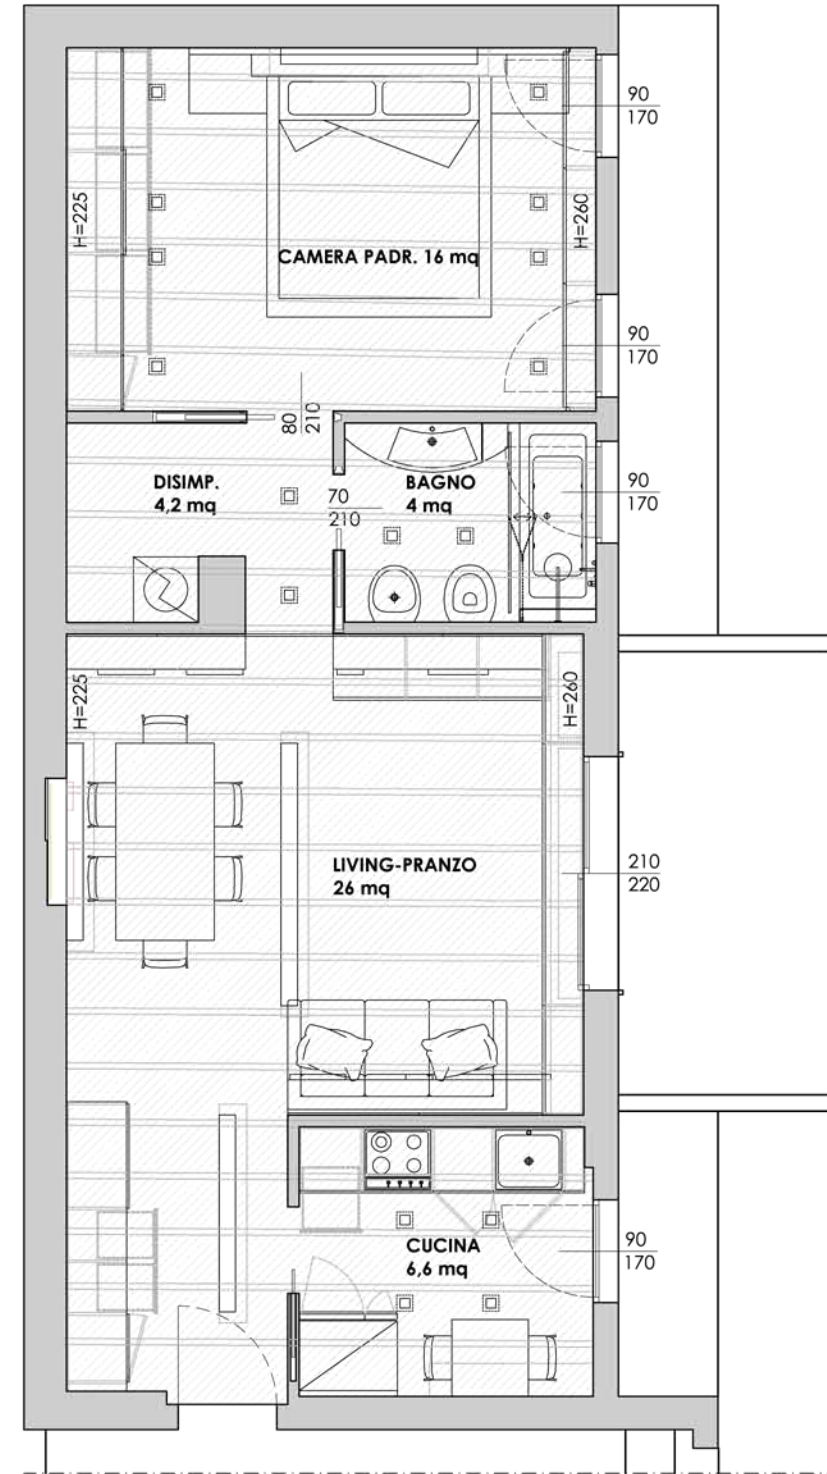 90
170
H=225
H=260
CAMERA PADR. 16 mq
90
170
80
210
DISIMP.
4,2 mq
70
210
BAGNO
4 mq
90
170
H=225
H=260
LIVING-PRANZO
26 mq
210
220
CUCINA
6,6 mq
90
170